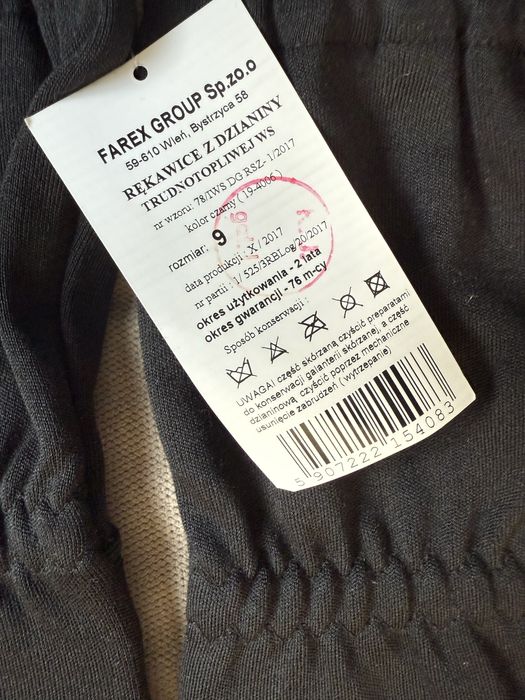 FAREX GROUP Sp.zo.o
59-610 Wleń, Bystrzyca 58
RĘKAWICE Z DZIANINY
TRUDNOTOPLIWEJ WS
nr wzoru: 78/IWS DG RSZ- 1/2017
kolor czarny ( 19-4006 )
rozmiar: 9
data produkcji : X / 2017
nr partii : 1/ 525/3RBLog/20/2017
okres użytkowania - 2 lata
okres gwarancji - 76 m-cy
Sposób konserwacji :
UWAGA! część skórzaną czyścić preparatami
do konserwacji galanterii skórzanej, a część
dzianinową, czyścić poprzez mechaniczne
usunięcie zabrudzeń ( wytrzepanie)
5 907222 154083